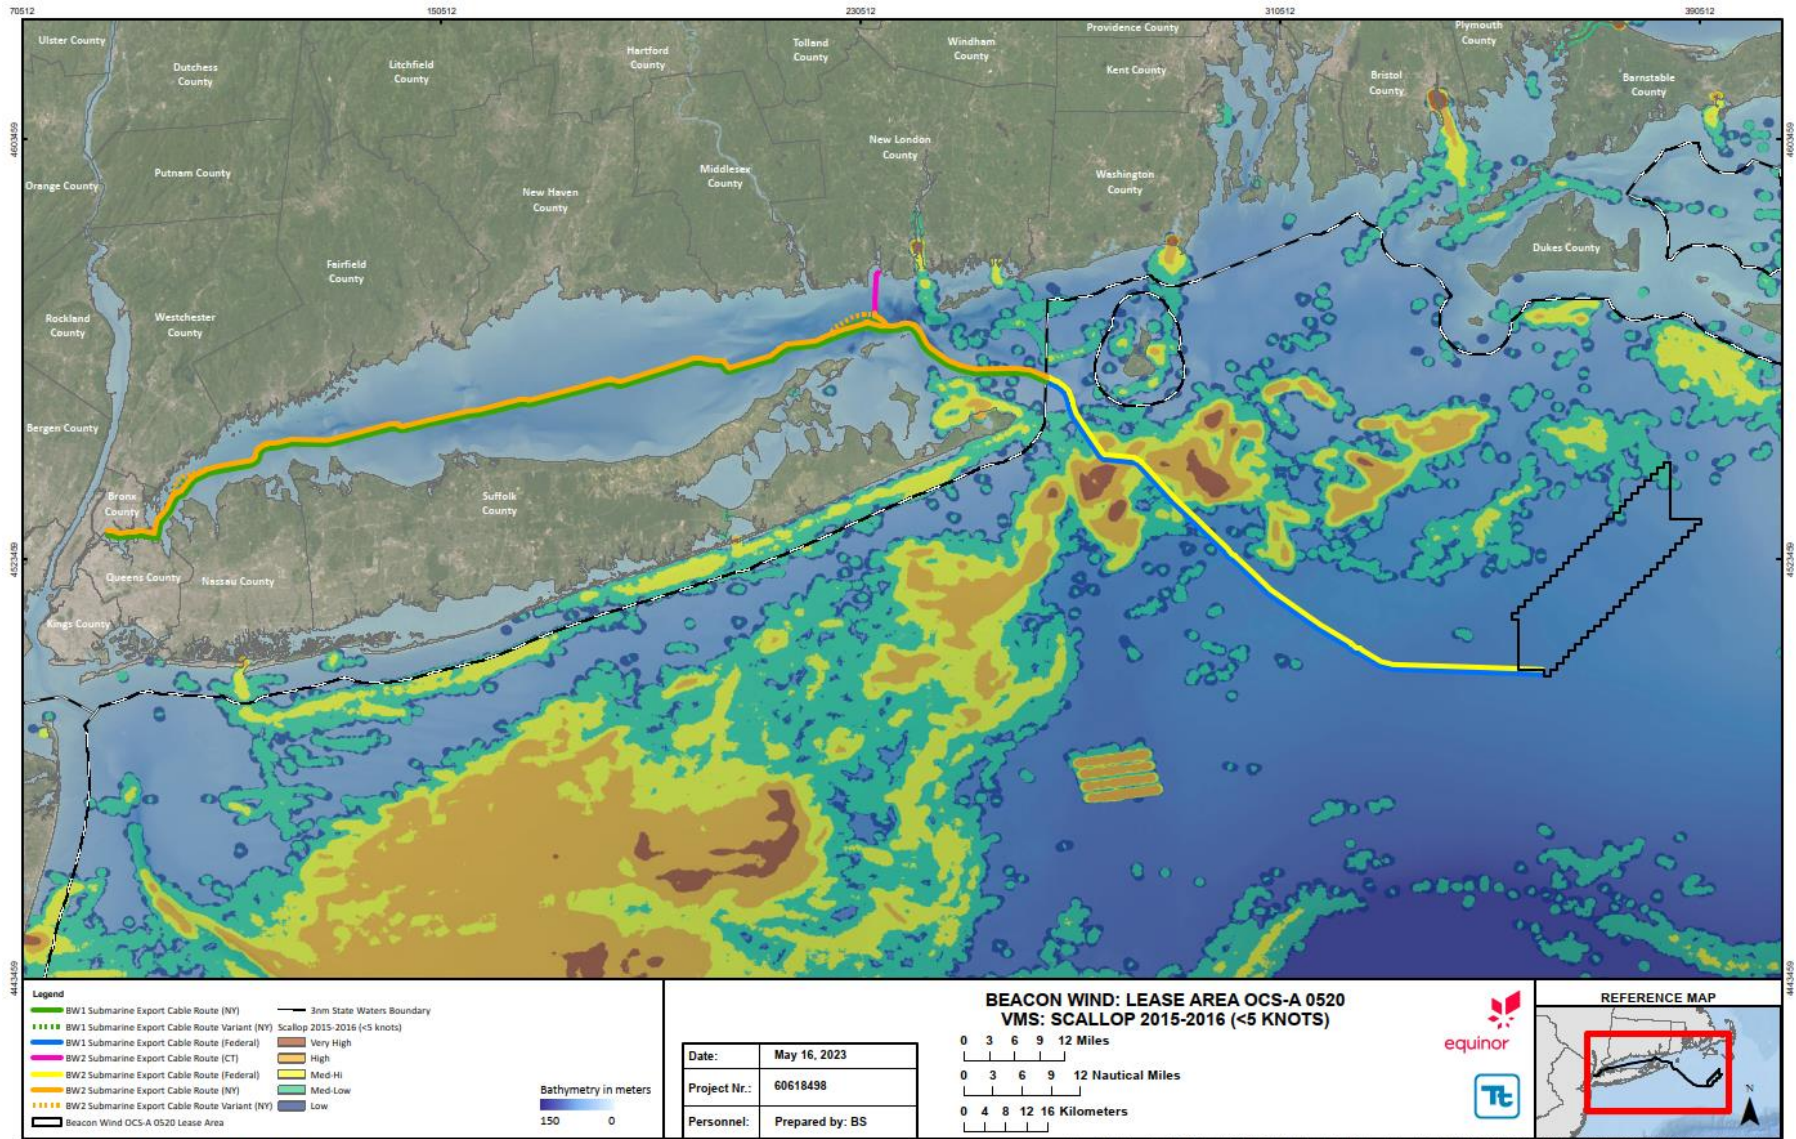 70512
150512
230512
310512
390512
Ulster County
Dutchess
County
Litchfield
County
Hartford
County
Tolland
County
Windham
County
Providence County
Kent County
Plymouth
County
Bristol
County
Barnstable
County
4603459
4603459
Orange County
Putnam County
New Haven
County
Middlesex
County
New London
County
Washington
County
Dukes County
Fairfield
County
Rockland
County
Westchester
County
Bergen County
Bronx
County
Suffolk
County
4523459
4523459
Queens County
Nassau County
Kings County
4443459
4443459
Legend
BW1 Submarine Export Cable Route (NY)
BW1 Submarine Export Cable Route Variant (NY)
BW1 Submarine Export Cable Route (Federal)
BW2 Submarine Export Cable Route (CT)
BW2 Submarine Export Cable Route (Federal)
BW2 Submarine Export Cable Route (NY)
BW2 Submarine Export Cable Route Variant (NY)
Beacon Wind OCS-A 0520 Lease Area
3nm State Waters Boundary
Scallop 2015-2016 (<5 knots)
Very High
High
Med-Hi
Med-Low
Low
Bathymetry in meters
150 0
Date: May 16, 2023
Project Nr.: 60618498
Personnel: Prepared by: BS
BEACON WIND: LEASE AREA OCS-A 0520
VMS: SCALLOP 2015-2016 (<5 KNOTS)
0 3 6 9 12 Miles
0 3 6 9 12 Nautical Miles
0 4 8 12 16 Kilometers
equinor
Tt
REFERENCE MAP
N